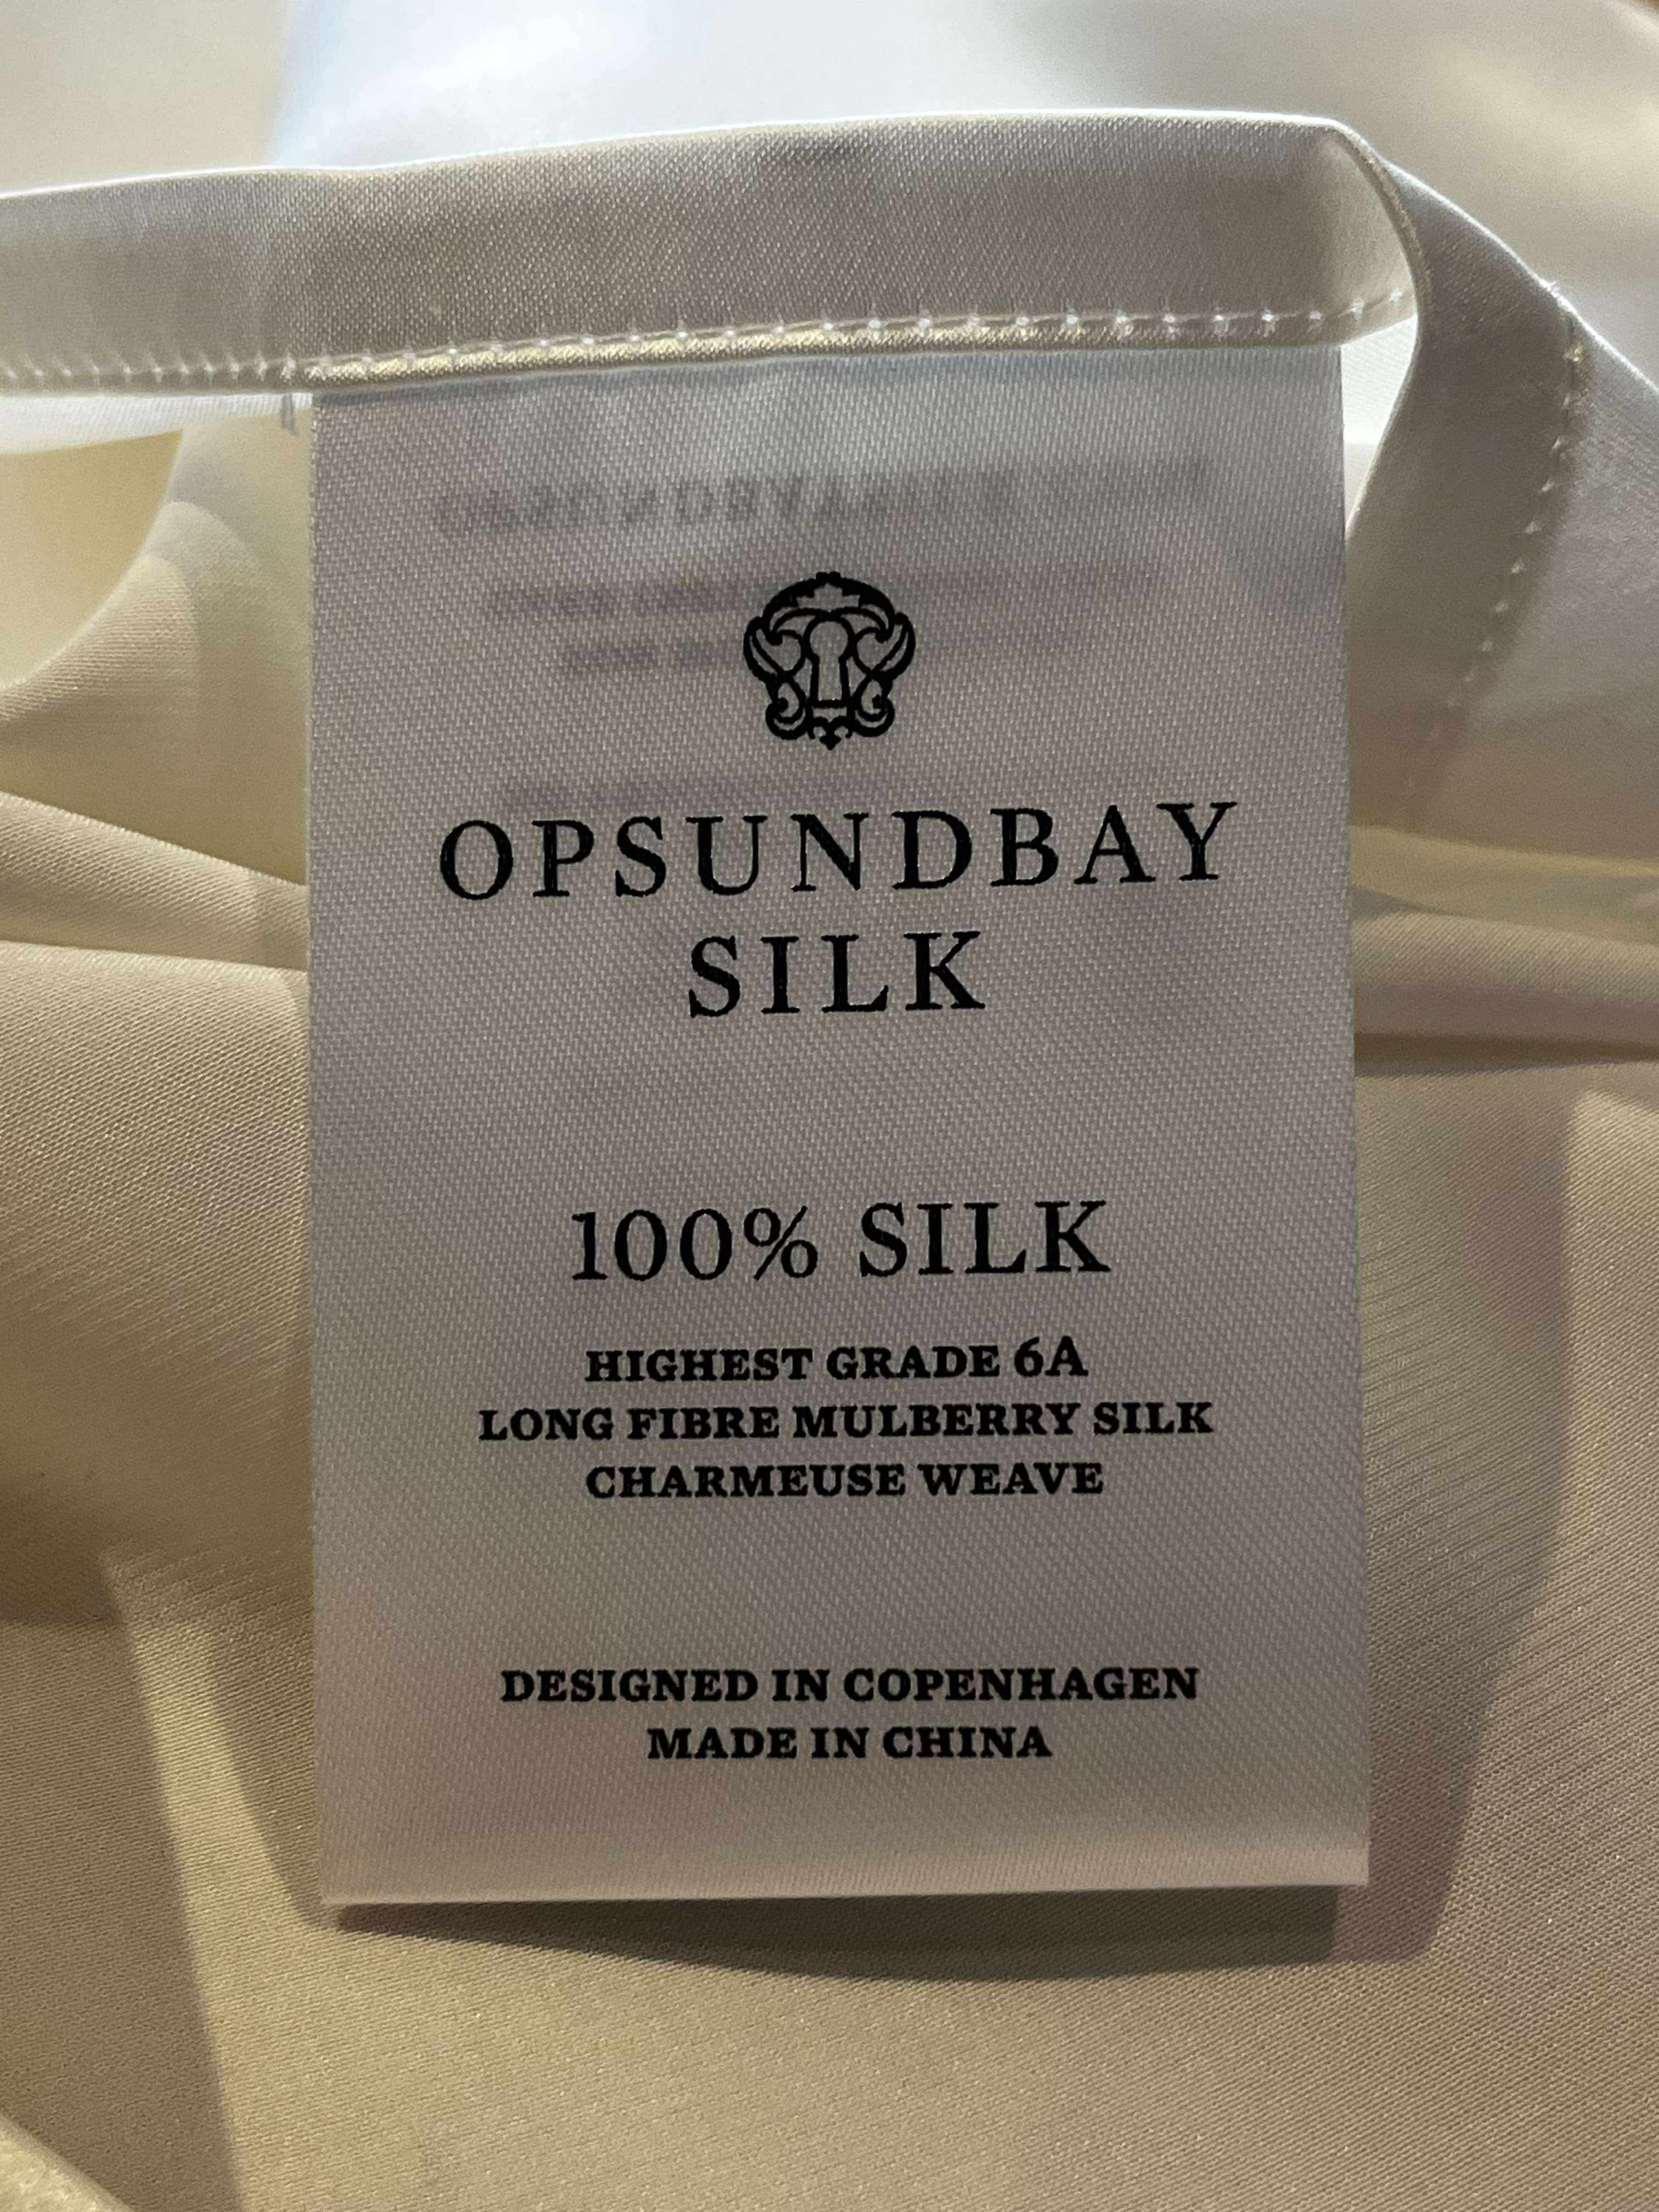 OPSUNDBAY
SILK
100% SILK
HIGHEST GRADE 6A
LONG FIBRE MULBERRY SILK
CHARMEUSE WEAVE
DESIGNED IN COPENHAGEN
MADE IN CHINA